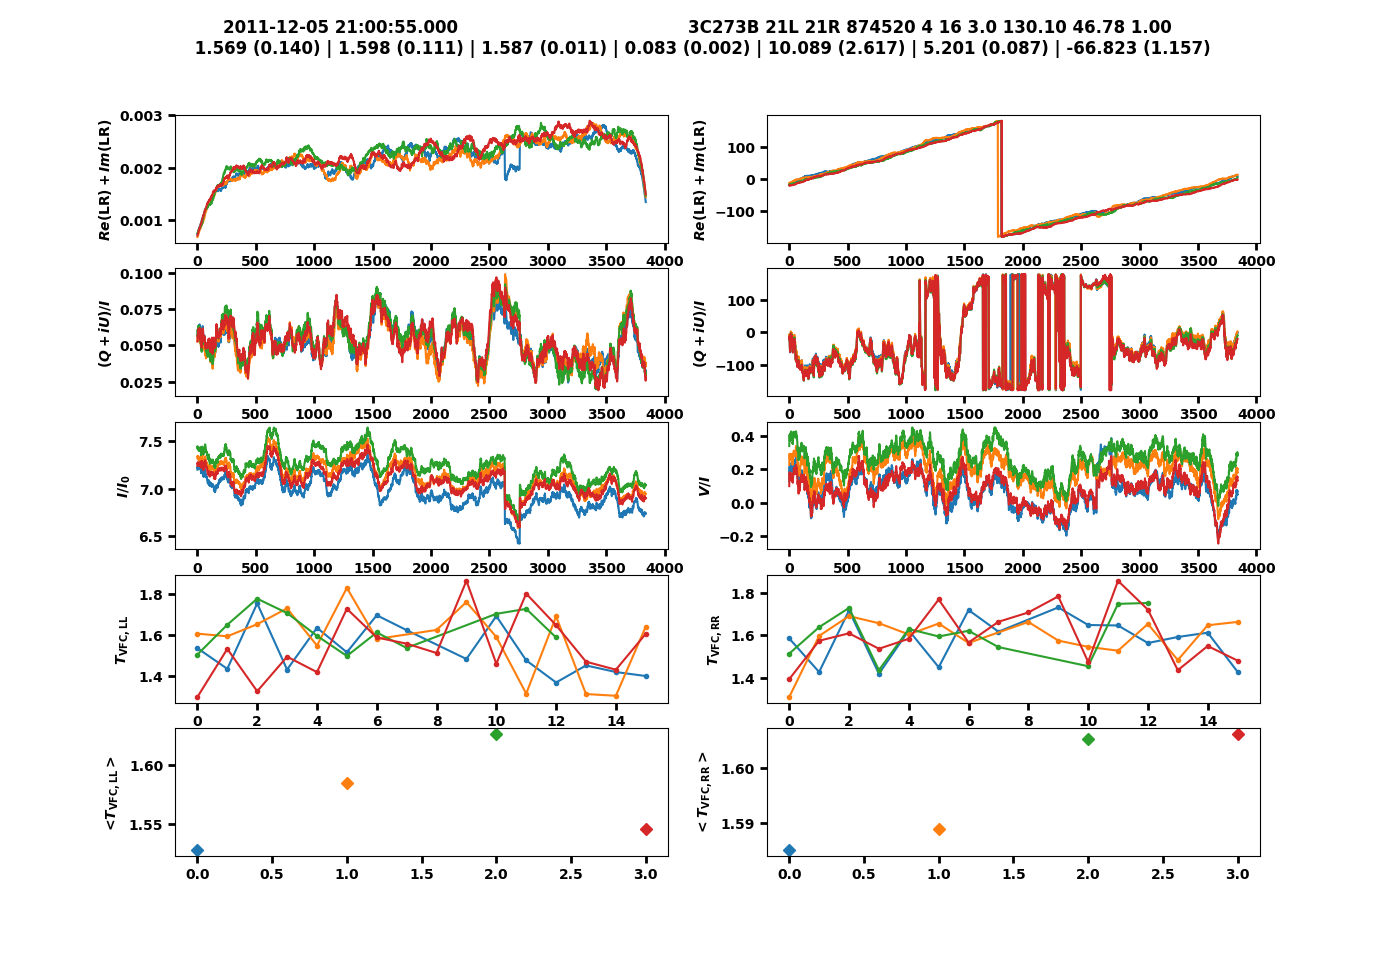 2011-12-05 21:00:55.000 3C273B 21L 21R 874520 4 16 3.0 130.10 46.78 1.00
1.569 (0.140) | 1.598 (0.111) | 1.587 (0.011) | 0.083 (0.002) | 10.089 (2.617) | 5.201 (0.087) | -66.823 (1.157)
Re(LR) + Im(LR)
0.003
0.002
0.001
0 500 1000 1500 2000 2500 3000 3500 4000
Re(LR) + Im(LR)
100
0
−100
0 500 1000 1500 2000 2500 3000 3500 4000
(Q + iU)/I
0.100
0.075
0.050
0.025
0 500 1000 1500 2000 2500 3000 3500 4000
(Q + iU)/I
100
0
−100
0 500 1000 1500 2000 2500 3000 3500 4000
I/I0
7.5
7.0
6.5
0 500 1000 1500 2000 2500 3000 3500 4000
V/I
0.4
0.2
0.0
−0.2
0 500 1000 1500 2000 2500 3000 3500 4000
TVFC, LL
1.8
1.6
1.4
0 2 4 6 8 10 12 14
TVFC, RR
1.8
1.6
1.4
0 2 4 6 8 10 12 14
<TVFC, LL >
1.60
1.55
0.0 0.5 1.0 1.5 2.0 2.5 3.0
< TVFC, RR >
1.60
1.59
0.0 0.5 1.0 1.5 2.0 2.5 3.0